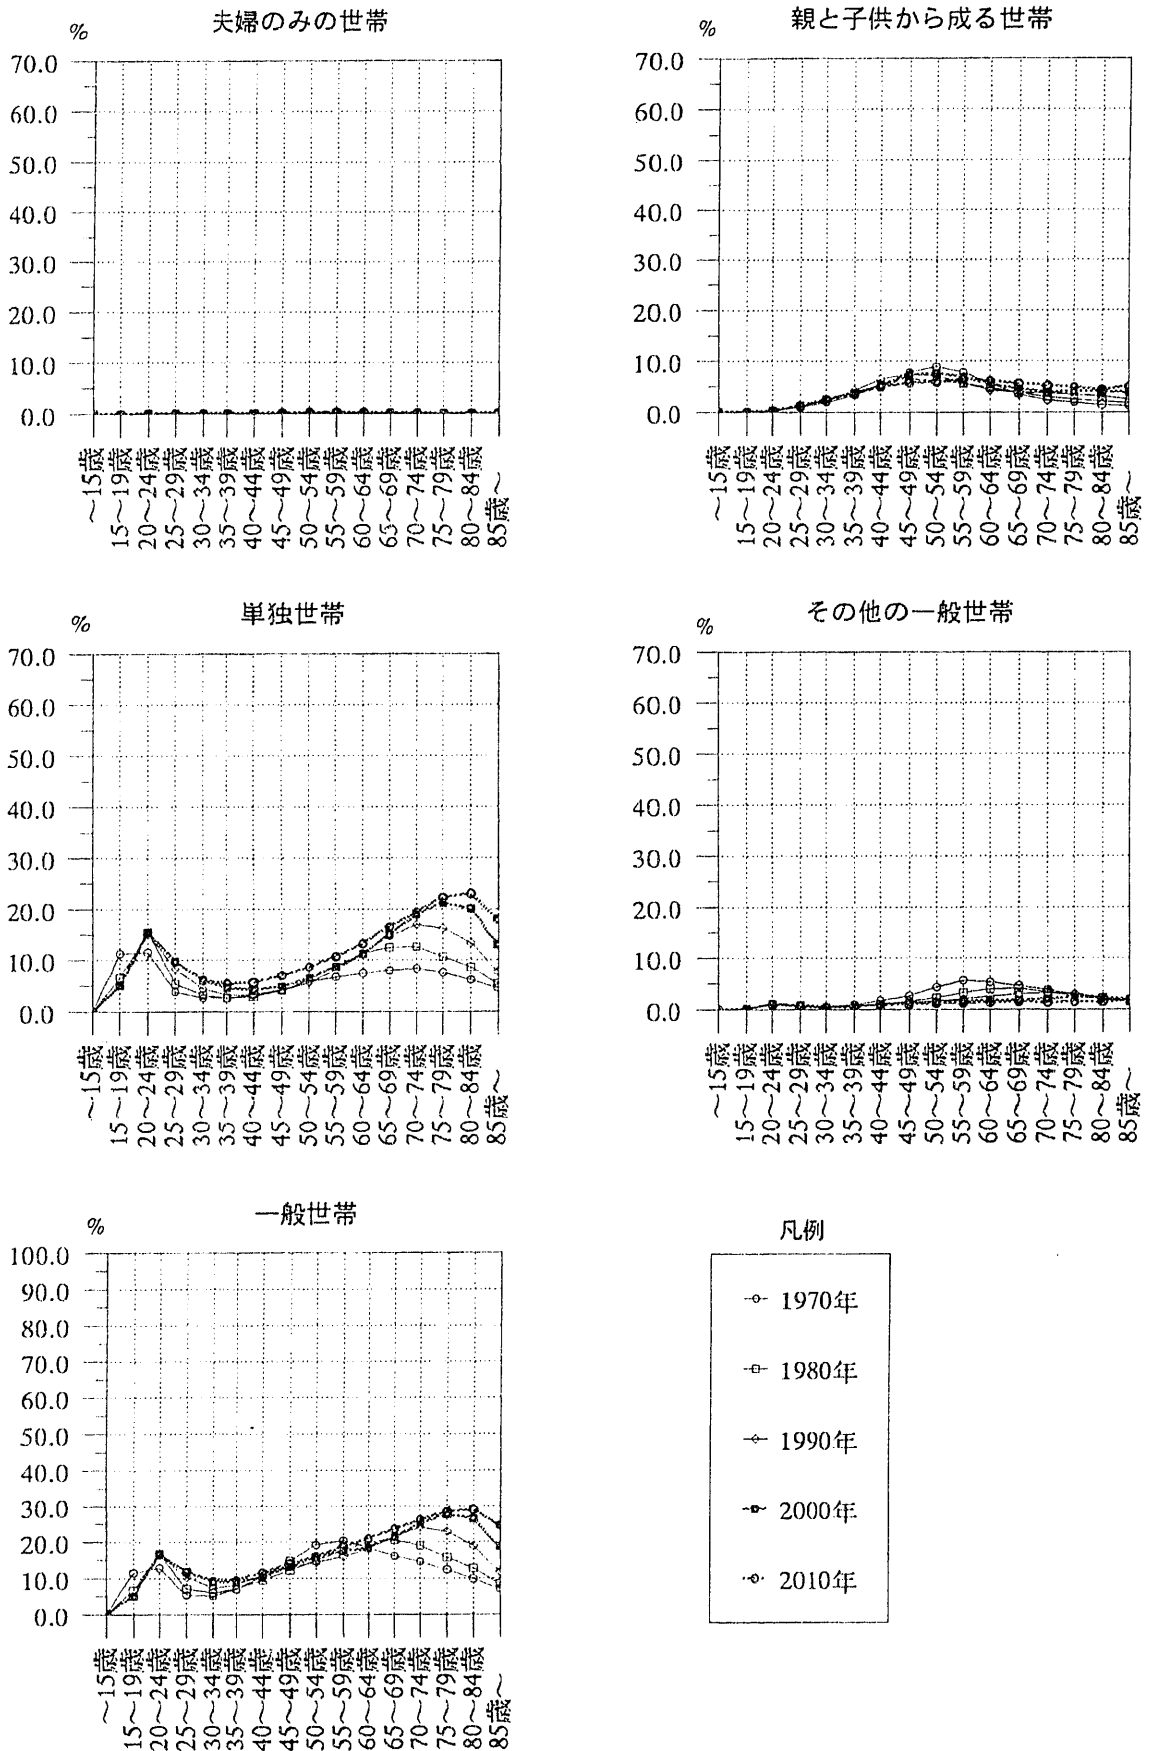 夫婦のみの世帯
%
70.0
60.0
50.0
40.0
30.0
20.0
10.0
0.0
～15歳
15～19歳
20～24歳
25～29歳
30～34歳
35～39歳
40～44歳
45～49歳
50～54歳
55～59歳
60～64歳
65～69歳
70～74歳
75～79歳
80～84歳
85歳～
親と子供から成る世帯
%
70.0
60.0
50.0
40.0
30.0
20.0
10.0
0.0
～15歳
15～19歳
20～24歳
25～29歳
30～34歳
35～39歳
40～44歳
45～49歳
50～54歳
55～59歳
60～64歳
65～69歳
70～74歳
75～79歳
80～84歳
85歳～
単独世帯
%
70.0
60.0
50.0
40.0
30.0
20.0
10.0
0.0
～15歳
15～19歳
20～24歳
25～29歳
30～34歳
35～39歳
40～44歳
45～49歳
50～54歳
55～59歳
60～64歳
65～69歳
70～74歳
75～79歳
80～84歳
85歳～
その他の一般世帯
%
70.0
60.0
50.0
40.0
30.0
20.0
10.0
0.0
～15歳
15～19歳
20～24歳
25～29歳
30～34歳
35～39歳
40～44歳
45～49歳
50～54歳
55～59歳
60～64歳
65～69歳
70～74歳
75～79歳
80～84歳
85歳～
一般世帯
%
100.0
90.0
80.0
70.0
60.0
50.0
40.0
30.0
20.0
10.0
0.0
～15歳
15～19歳
20～24歳
25～29歳
30～34歳
35～39歳
40～44歳
45～49歳
50～54歳
55～59歳
60～64歳
65～69歳
70～74歳
75～79歳
80～84歳
85歳～
凡例
1970年
1980年
1990年
2000年
2010年